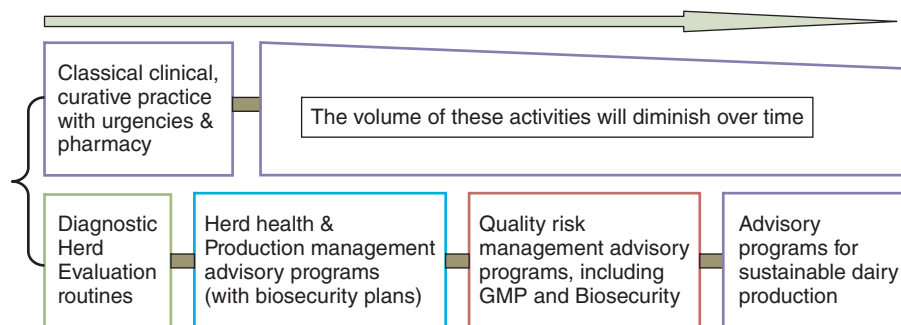 Classical clinical,
curative practice
with urgencies &
pharmacy
The volume of these activities will diminish over time
Diagnostic
Herd
Evaluation
routines
Herd health &
Production management
advisory programs
(with biosecurity plans)
Quality risk
management advisory
programs, including
GMP and Biosecurity
Advisory
programs for
sustainable dairy
production